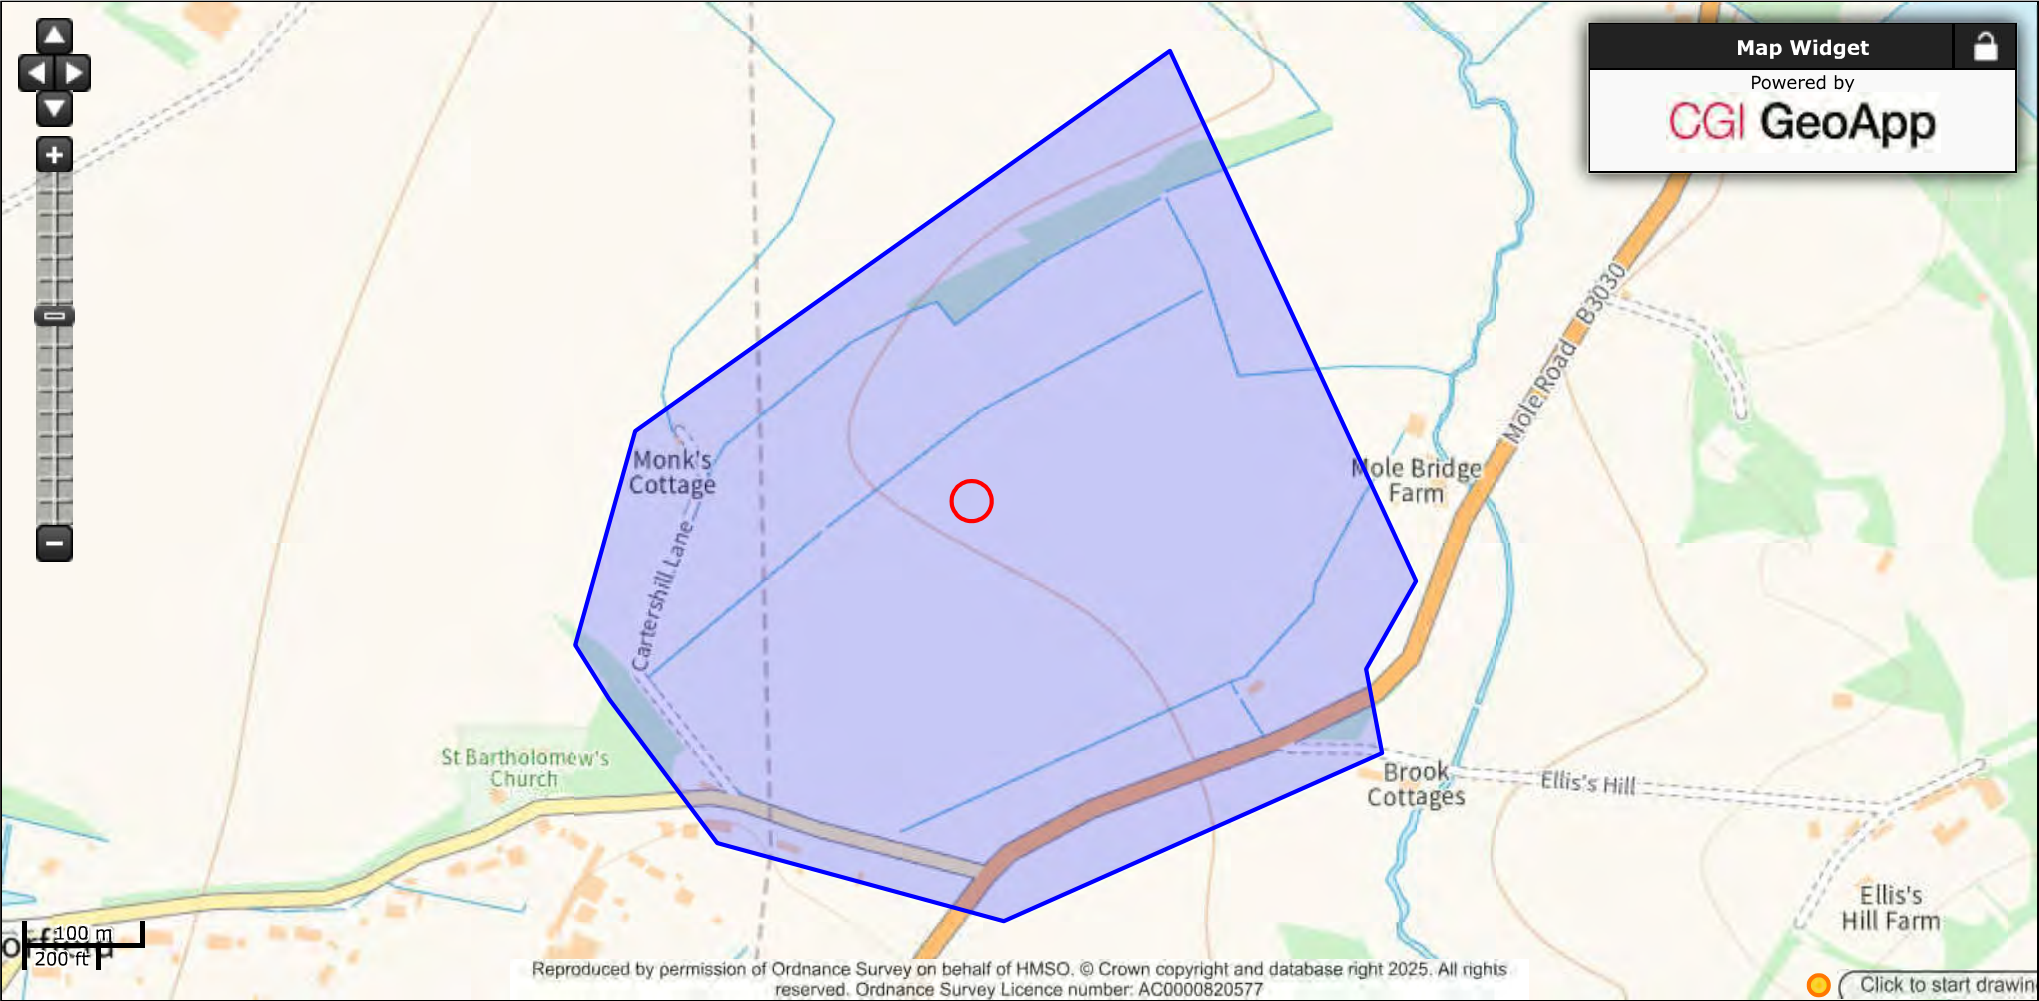 Map Widget
Powered by
CGI GeoApp
B3030
Mole Road
Monk's
Cottage
Mole Bridge
Farm
Cartershill Lane
St Bartholomew's
Church
Brook
Cottages
Ellis's Hill
Ellis's
Hill Farm
100 m
200 ft
Reproduced by permission of Ordnance Survey on behalf of HMSO. © Crown copyright and database right 2025. All rights
reserved. Ordnance Survey Licence number: AC0000820577
Click to start drawin